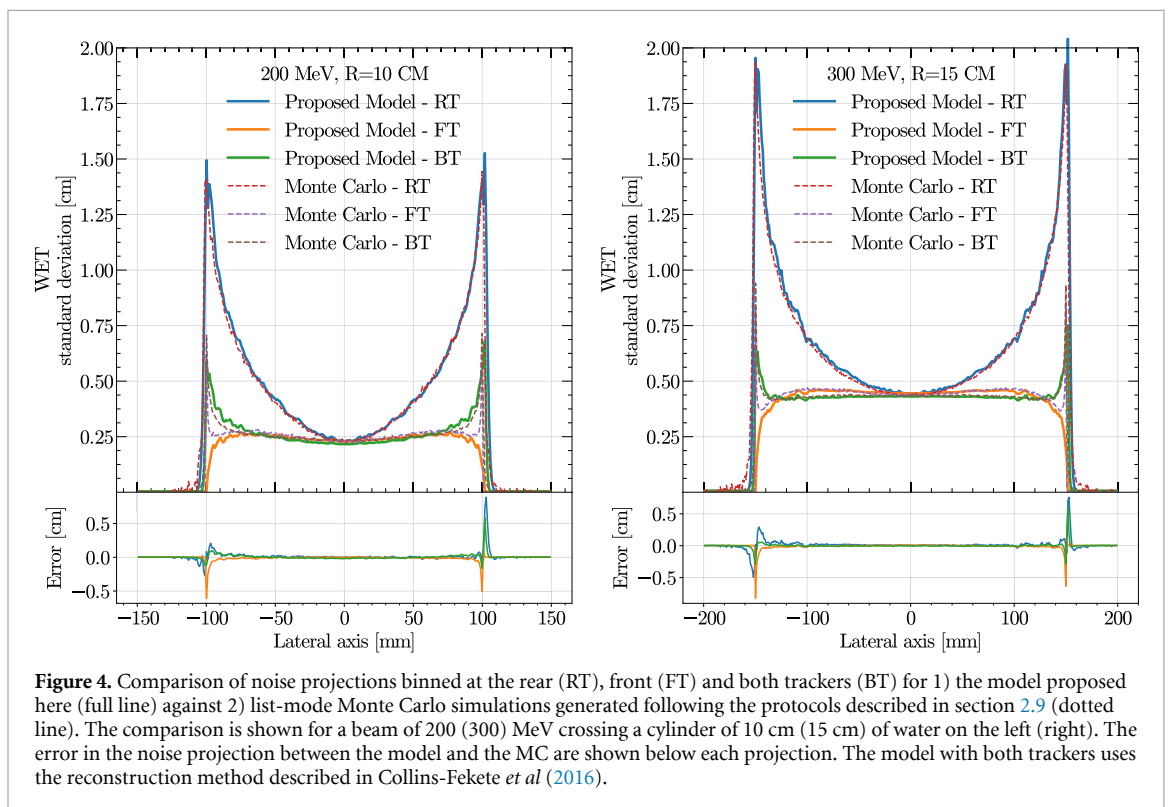 200 MeV, R=10 CM
Proposed Model - RT
Proposed Model - FT
Proposed Model - BT
Monte Carlo - RT
Monte Carlo - FT
Monte Carlo - BT
WET
standard deviation [cm]
2.00
1.75
1.50
1.25
1.00
0.75
0.50
0.25
Error [cm]
0.5
0.0
−0.5
−150 −100 −50 0 50 100 150
Lateral axis [mm]
300 MeV, R=15 CM
Proposed Model - RT
Proposed Model - FT
Proposed Model - BT
Monte Carlo - RT
Monte Carlo - FT
Monte Carlo - BT
WET
standard deviation [cm]
2.00
1.75
1.50
1.25
1.00
0.75
0.50
0.25
Error [cm]
0.5
0.0
−0.5
−200 −100 0 100 200
Lateral axis [mm]
Figure 4. Comparison of noise projections binned at the rear (RT), front (FT) and both trackers (BT) for 1) the model proposed
here (full line) against 2) list-mode Monte Carlo simulations generated following the protocols described in section 2.9 (dotted
line). The comparison is shown for a beam of 200 (300) MeV crossing a cylinder of 10 cm (15 cm) of water on the left (right). The
error in the noise projection between the model and the MC are shown below each projection. The model with both trackers uses
the reconstruction method described in Collins-Fekete et al (2016).